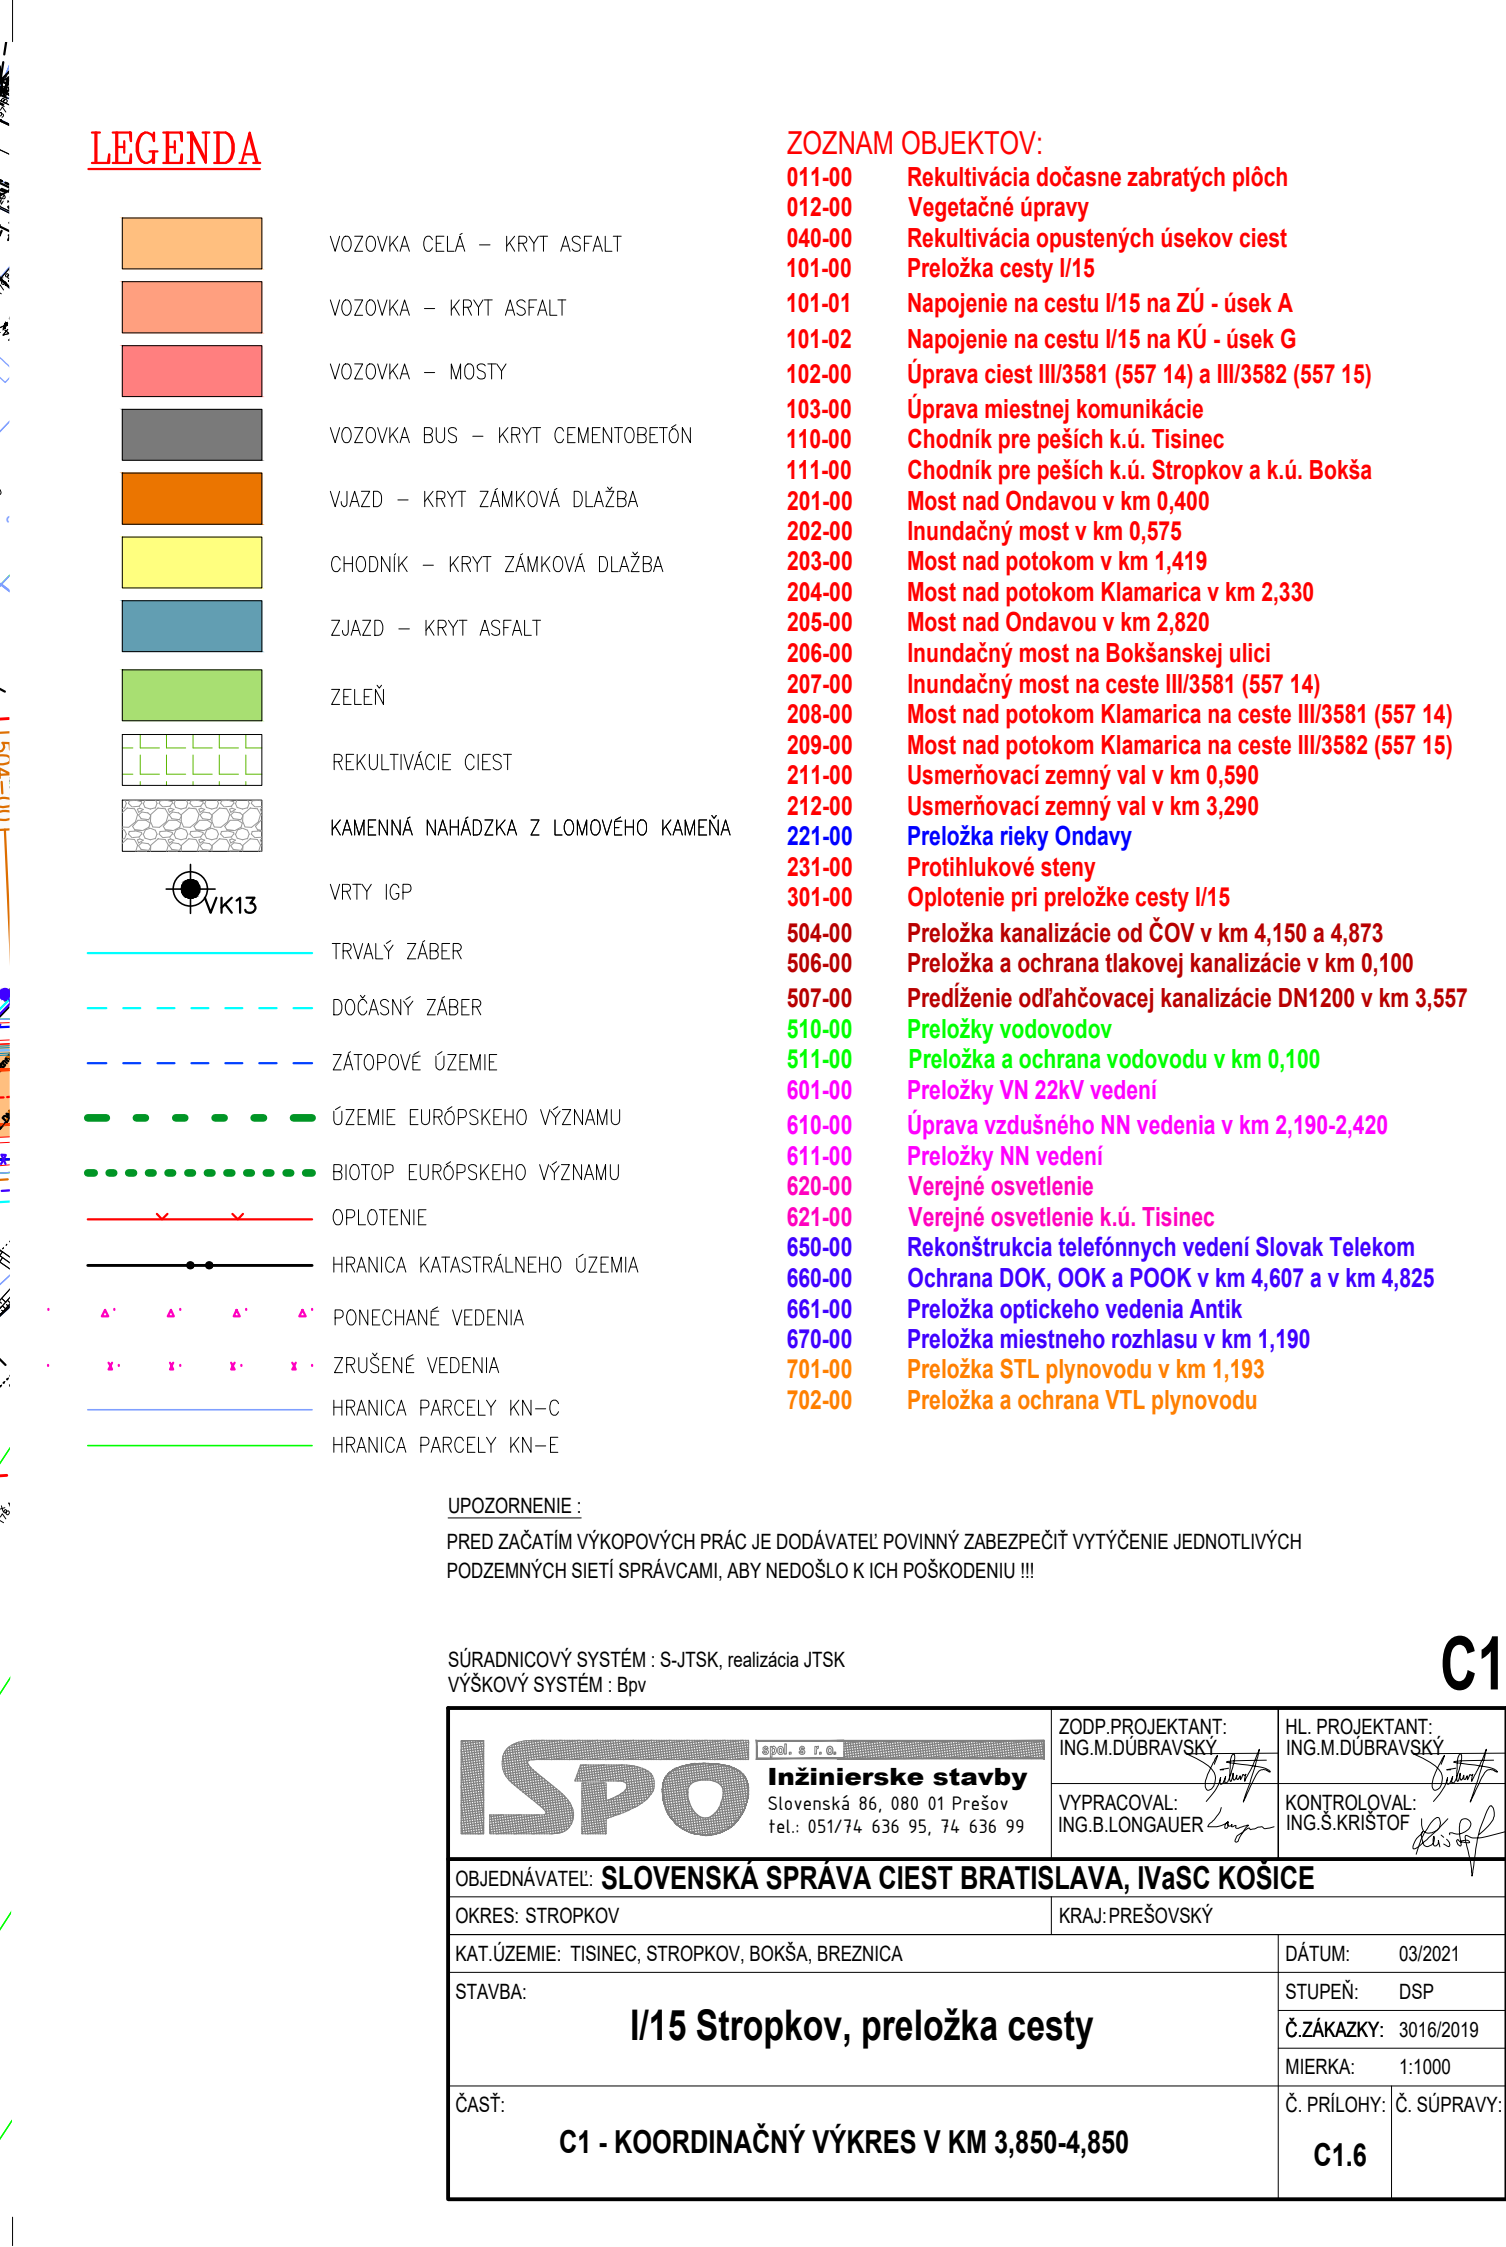 LEGENDA
VOZOVKA CELÁ – KRYT ASFALT
VOZOVKA – KRYT ASFALT
VOZOVKA – MOSTY
VOZOVKA BUS – KRYT CEMENTOBETÓN
VJAZD – KRYT ZÁMKOVÁ DLAŽBA
CHODNÍK – KRYT ZÁMKOVÁ DLAŽBA
ZJAZD – KRYT ASFALT
ZELEŇ
REKULTIVÁCIE CIEST
KAMENNÁ NAHÁDZKA Z LOMOVÉHO KAMEŇA
VK13 VRTY IGP
TRVALÝ ZÁBER
DOČASNÝ ZÁBER
ZÁTOPOVÉ ÚZEMIE
ÚZEMIE EURÓPSKEHO VÝZNAMU
BIOTOP EURÓPSKEHO VÝZNAMU
OPLOTENIE
HRANICA KATASTRÁLNEHO ÚZEMIA
PONECHANÉ VEDENIA
ZRUŠENÉ VEDENIA
HRANICA PARCELY KN–C
HRANICA PARCELY KN–E
ZOZNAM OBJEKTOV:
011-00 Rekultivácia dočasne zabratých plôch
012-00 Vegetačné úpravy
040-00 Rekultivácia opustených úsekov ciest
101-00 Preložka cesty I/15
101-01 Napojenie na cestu I/15 na ZÚ - úsek A
101-02 Napojenie na cestu I/15 na KÚ - úsek G
102-00 Úprava ciest III/3581 (557 14) a III/3582 (557 15)
103-00 Úprava miestnej komunikácie
110-00 Chodník pre peších k.ú. Tisinec
111-00 Chodník pre peších k.ú. Stropkov a k.ú. Bokša
201-00 Most nad Ondavou v km 0,400
202-00 Inundačný most v km 0,575
203-00 Most nad potokom v km 1,419
204-00 Most nad potokom Klamarica v km 2,330
205-00 Most nad Ondavou v km 2,820
206-00 Inundačný most na Bokšanskej ulici
207-00 Inundačný most na ceste III/3581 (557 14)
208-00 Most nad potokom Klamarica na ceste III/3581 (557 14)
209-00 Most nad potokom Klamarica na ceste III/3582 (557 15)
211-00 Usmerňovací zemný val v km 0,590
212-00 Usmerňovací zemný val v km 3,290
221-00 Preložka rieky Ondavy
231-00 Protihlukové steny
301-00 Oplotenie pri preložke cesty I/15
504-00 Preložka kanalizácie od ČOV v km 4,150 a 4,873
506-00 Preložka a ochrana tlakovej kanalizácie v km 0,100
507-00 Predĺženie odľahčovacej kanalizácie DN1200 v km 3,557
510-00 Preložky vodovodov
511-00 Preložka a ochrana vodovodu v km 0,100
601-00 Preložky VN 22kV vedení
610-00 Úprava vzdušného NN vedenia v km 2,190-2,420
611-00 Preložky NN vedení
620-00 Verejné osvetlenie
621-00 Verejné osvetlenie k.ú. Tisinec
650-00 Rekonštrukcia telefónnych vedení Slovak Telekom
660-00 Ochrana DOK, OOK a POOK v km 4,607 a v km 4,825
661-00 Preložka optickeho vedenia Antik
670-00 Preložka miestneho rozhlasu v km 1,190
701-00 Preložka STL plynovodu v km 1,193
702-00 Preložka a ochrana VTL plynovodu
UPOZORNENIE :
PRED ZAČATÍM VÝKOPOVÝCH PRÁC JE DODÁVATEĽ POVINNÝ ZABEZPEČIŤ VYTÝČENIE JEDNOTLIVÝCH
PODZEMNÝCH SIETÍ SPRÁVCAMI, ABY NEDOŠLO K ICH POŠKODENIU !!!
SÚRADNICOVÝ SYSTÉM : S-JTSK, realizácia JTSK
VÝŠKOVÝ SYSTÉM : Bpv
C1
ISPO spol. s r. o.
Inžinierske stavby
Slovenská 86, 080 01 Prešov
tel.: 051/74 636 95, 74 636 99
ZODP.PROJEKTANT:
ING.M.DÚBRAVSKÝ
HL. PROJEKTANT:
ING.M.DÚBRAVSKÝ
VYPRACOVAL:
ING.B.LONGAUER
KONTROLOVAL:
ING.Š.KRIŠTOF
OBJEDNÁVATEĽ: SLOVENSKÁ SPRÁVA CIEST BRATISLAVA, IVaSC KOŠICE
OKRES: STROPKOV KRAJ: PREŠOVSKÝ
KAT.ÚZEMIE: TISINEC, STROPKOV, BOKŠA, BREZNICA
DÁTUM: 03/2021
STAVBA:
I/15 Stropkov, preložka cesty
STUPEŇ: DSP
Č.ZÁKAZKY: 3016/2019
MIERKA: 1:1000
ČASŤ:
C1 - KOORDINAČNÝ VÝKRES V KM 3,850-4,850
Č. PRÍLOHY: Č. SÚPRAVY:
C1.6